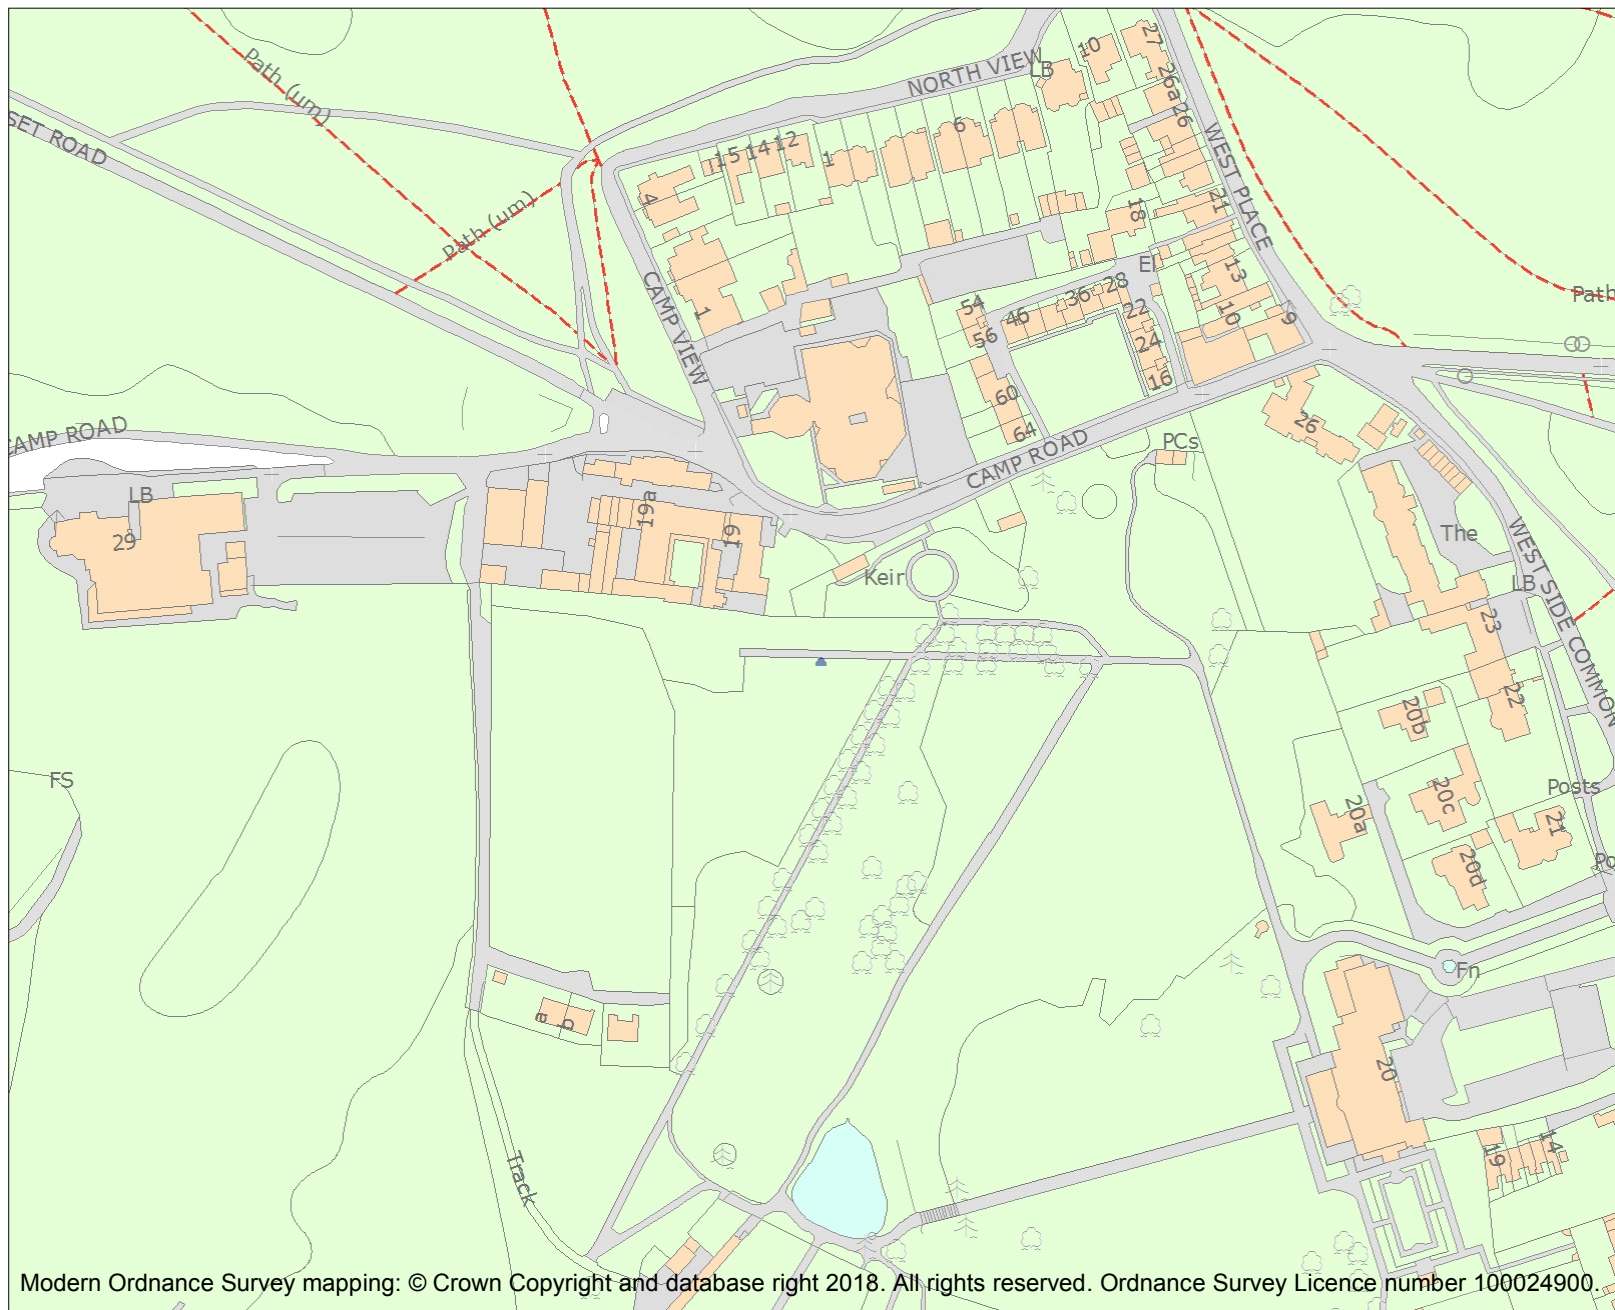 Path (um)
SET ROAD
NORTH VIEW
LB
10
27
26a
26
WEST PLACE
6
1
12
14
15
4
Path (um)
18
21
CAMP VIEW
1
El
13
10
9
Path
54
56
46
36
28
22
24
16
60
64
CAMP ROAD
CAMP ROAD
PCs
26
LB
29
19a
19
Keir
The
LB
WEST SIDE COMMON
23
22
20b
20c
20a
20d
21
Posts
Po
FS
Fn
a
b
20
19
14
Track
Modern Ordnance Survey mapping: © Crown Copyright and database right 2018. All rights reserved. Ordnance Survey Licence number 100024900.